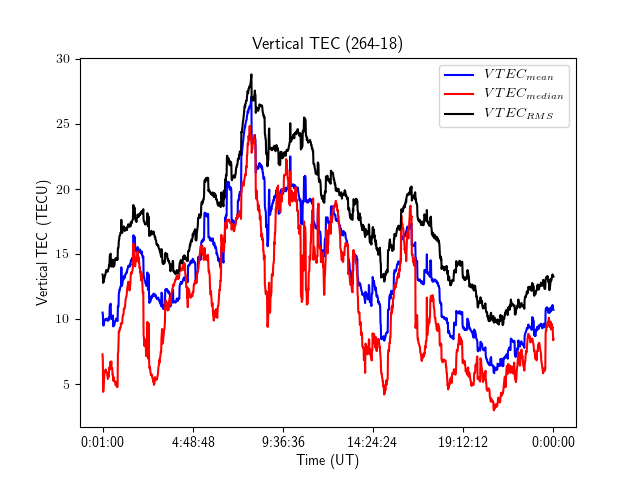 Vertical TEC (264-18)
30
25
20
15
10
5
Vertical TEC (TECU)
VTEC_mean
VTEC_median
VTEC_RMS
0:01:00 4:48:48 9:36:36 14:24:24 19:12:12 0:00:00
Time (UT)